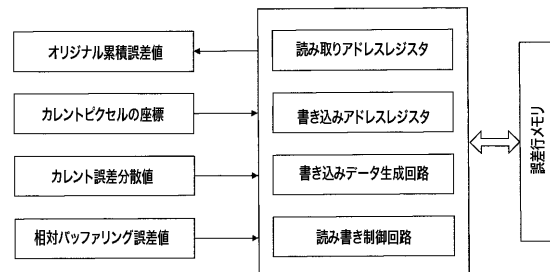 オリジナル累積誤差値
読み取りアドレスレジスタ
カレントピクセルの座標
書き込みアドレスレジスタ
カレント誤差分散値
書き込みデータ生成回路
相対バッファリング誤差値
読み書き制御回路
誤差行メモリ